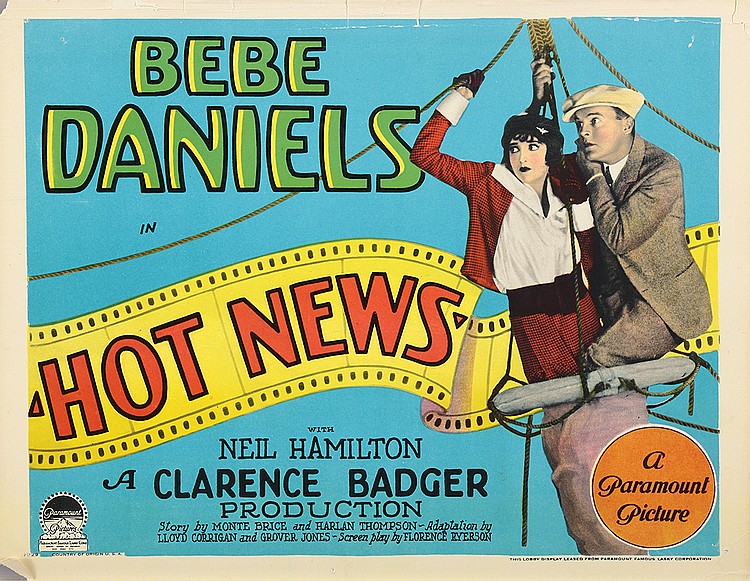 BEBE
DANIELS
IN
HOT NEWS
WITH
NEIL HAMILTON
A CLARENCE BADGER
PRODUCTION
Story by MONTE BRICE and HARLAN THOMPSON - Adaptation by
LLOYD CORRIGAN and GROVER JONES - Screen play by FLORENCE RYERSON
a
Paramount
Picture
Paramount
Pictures
COUNTRY OF ORIGIN U.S.A.
THIS LOBBY DISPLAY LEASED FROM PARAMOUNT FAMOUS LASKY CORPORATION